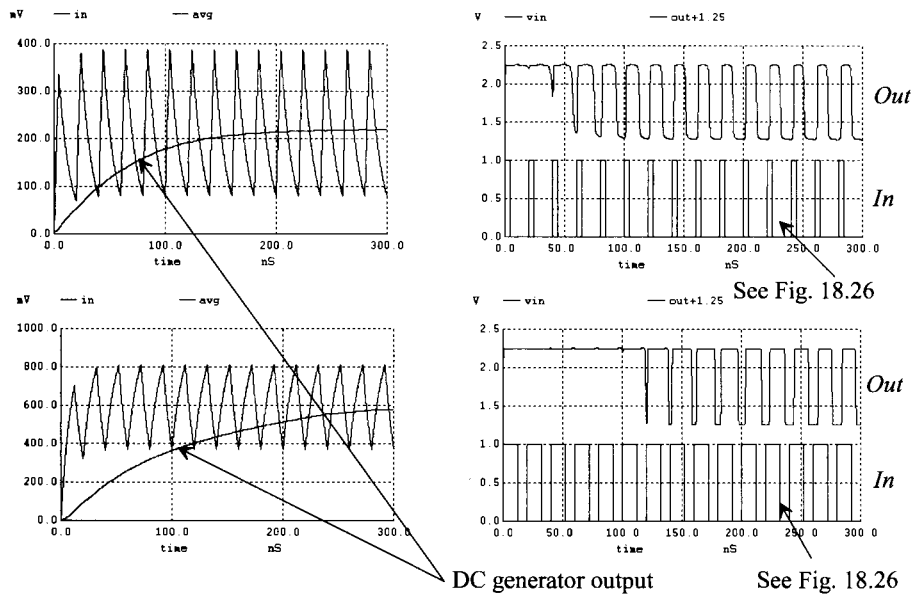 mV — in — avg
400.0
300.0
200.0
100.0
0.0
0.0 100.0 200.0 300.0
time nS
V — vin — out+1.25
2.5
2.0
1.5
1.0
0.5
0.0
0.0 50.0 100.0 150.0 200.0 250.0 300.0
time nS
Out
In
See Fig. 18.26
mV — in — avg
1000.0
800.0
600.0
400.0
200.0
0.0
0.0 100.0 200.0 300.0
time nS
V — vin — out+1.25
2.5
2.0
1.5
1.0
0.5
0.0
0.0 50.0 100.0 150.0 200.0 250.0 300.0
time nS
Out
In
DC generator output
See Fig. 18.26